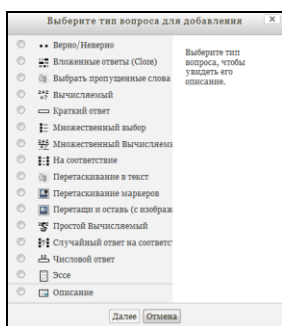 Выберите тип вопроса для добавления
Верно/Неверно
Вложенные ответы (Cloze)
Выбрать пропущенные слова
Вычисляемый
Краткий ответ
Множественный выбор
Множественный Вычисляемы
На соответствие
Перетаскивание в текст
Перетаскивание маркеров
Перетащи и оставь (с изображ
Простой Вычисляемый
Случайный ответ на соответс
Числовой ответ
Эссе
Описание
Выберите тип
вопроса, чтобы
увидеть его
описание.
Далее Отмена